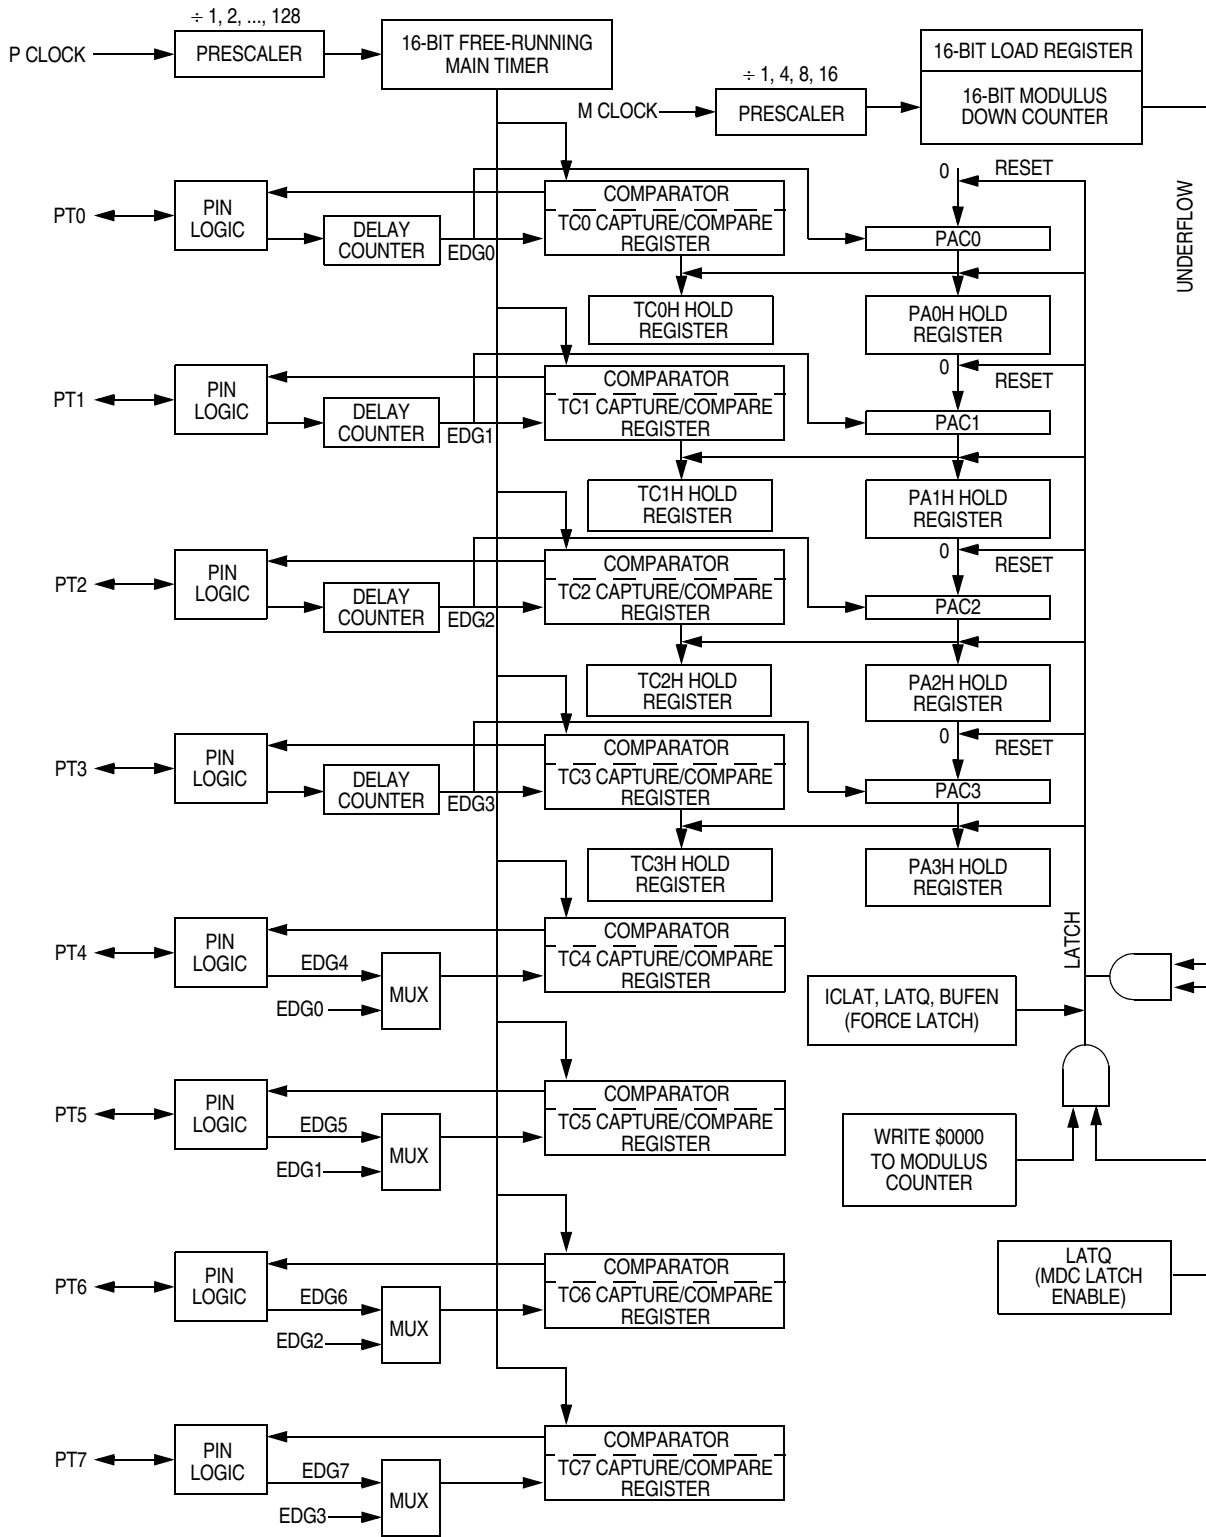 ÷ 1, 2, ..., 128
P CLOCK
PRESCALER
16-BIT FREE-RUNNING
MAIN TIMER
÷ 1, 4, 8, 16
M CLOCK
PRESCALER
16-BIT LOAD REGISTER
16-BIT MODULUS
DOWN COUNTER
UNDERFLOW
PT0
PIN
LOGIC
DELAY
COUNTER
EDG0
COMPARATOR
TC0 CAPTURE/COMPARE
REGISTER
0
RESET
PAC0
TC0H HOLD
REGISTER
PA0H HOLD
REGISTER
PT1
PIN
LOGIC
DELAY
COUNTER
EDG1
COMPARATOR
TC1 CAPTURE/COMPARE
REGISTER
0
RESET
PAC1
TC1H HOLD
REGISTER
PA1H HOLD
REGISTER
PT2
PIN
LOGIC
DELAY
COUNTER
EDG2
COMPARATOR
TC2 CAPTURE/COMPARE
REGISTER
0
RESET
PAC2
TC2H HOLD
REGISTER
PA2H HOLD
REGISTER
PT3
PIN
LOGIC
DELAY
COUNTER
EDG3
COMPARATOR
TC3 CAPTURE/COMPARE
REGISTER
0
RESET
PAC3
TC3H HOLD
REGISTER
PA3H HOLD
REGISTER
LATCH
PT4
PIN
LOGIC
EDG4
EDG0
MUX
COMPARATOR
TC4 CAPTURE/COMPARE
REGISTER
ICLAT, LATQ, BUFEN
(FORCE LATCH)
PT5
PIN
LOGIC
EDG5
EDG1
MUX
COMPARATOR
TC5 CAPTURE/COMPARE
REGISTER
WRITE $0000
TO MODULUS
COUNTER
PT6
PIN
LOGIC
EDG6
EDG2
MUX
COMPARATOR
TC6 CAPTURE/COMPARE
REGISTER
LATQ
(MDC LATCH
ENABLE)
PT7
PIN
LOGIC
EDG7
EDG3
MUX
COMPARATOR
TC7 CAPTURE/COMPARE
REGISTER